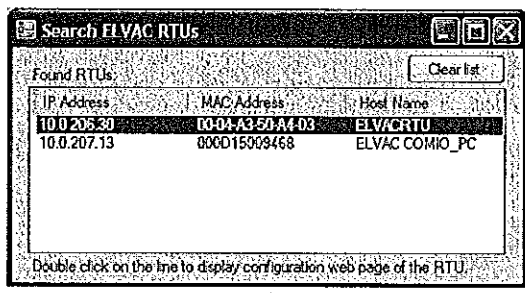 Search ELVAC RTUs
Found RTUs:
Clear list
IP Address MAC Address Host Name
10.0.206.30 00-04-A3-50-A4-03 ELVACRTU
10.0.207.13 000D15009468 ELVAC COMIO_PC
Double click on the line to display configuration web page of the RTU.